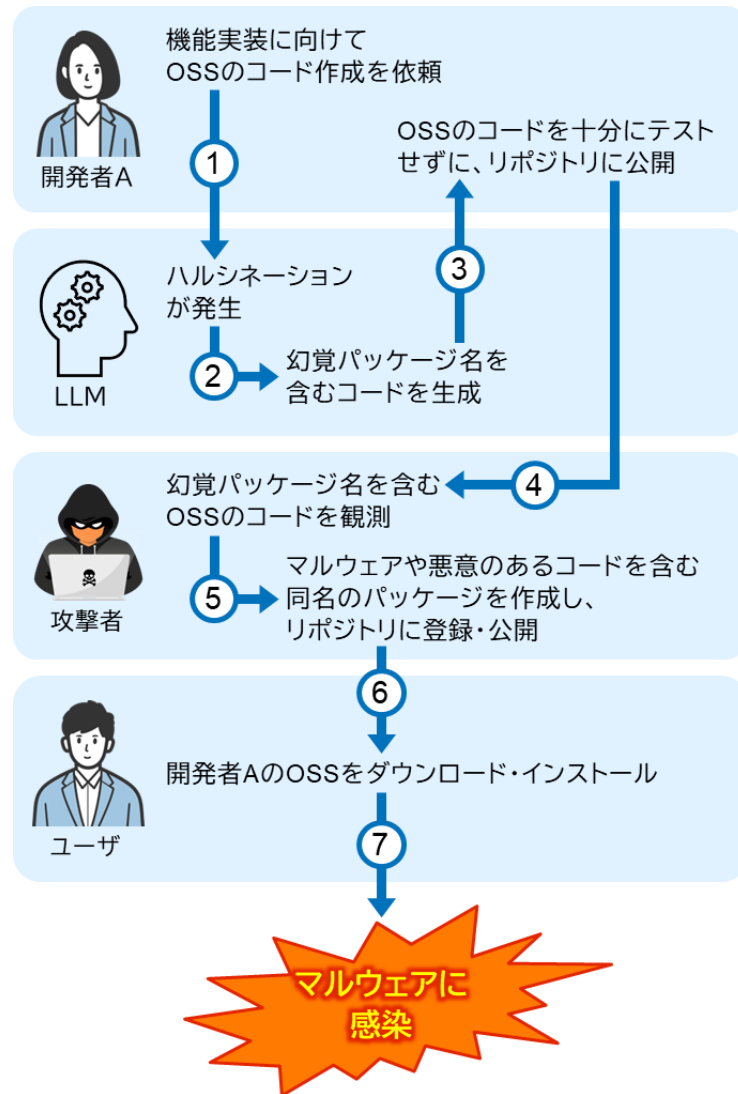 機能実装に向けて
OSSのコード作成を依頼
開発者A
1
OSSのコードを十分にテスト
せずに、リポジトリに公開
ハルシネーション
が発生
3
2
幻覚パッケージ名を
含むコードを生成
LLM
幻覚パッケージ名を含む
OSSのコードを観測
4
5
マルウェアや悪意のあるコードを含む
同名のパッケージを作成し、
リポジトリに登録・公開
攻撃者
6
開発者AのOSSをダウンロード・インストール
ユーザ
7
マルウェアに
感染